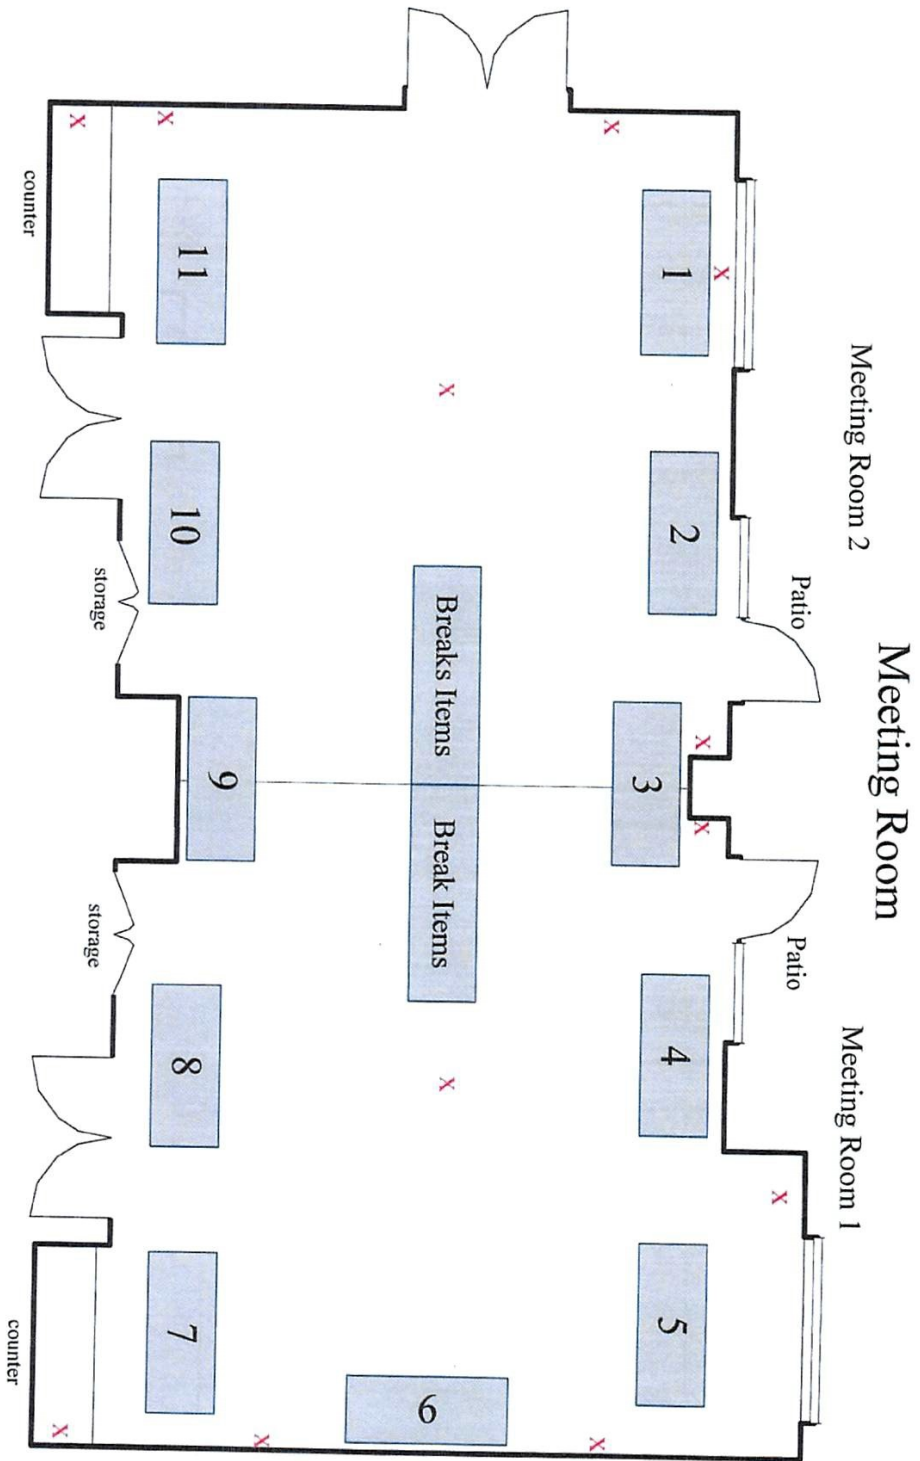 Meeting Room
Meeting Room 2
Meeting Room 1
Patio
Patio
X
X
X
X
X
1
2
3
4
5
X
Breaks Items
Break Items
X
6
X
11
10
9
8
7
X
X
X
storage
storage
X
counter
counter